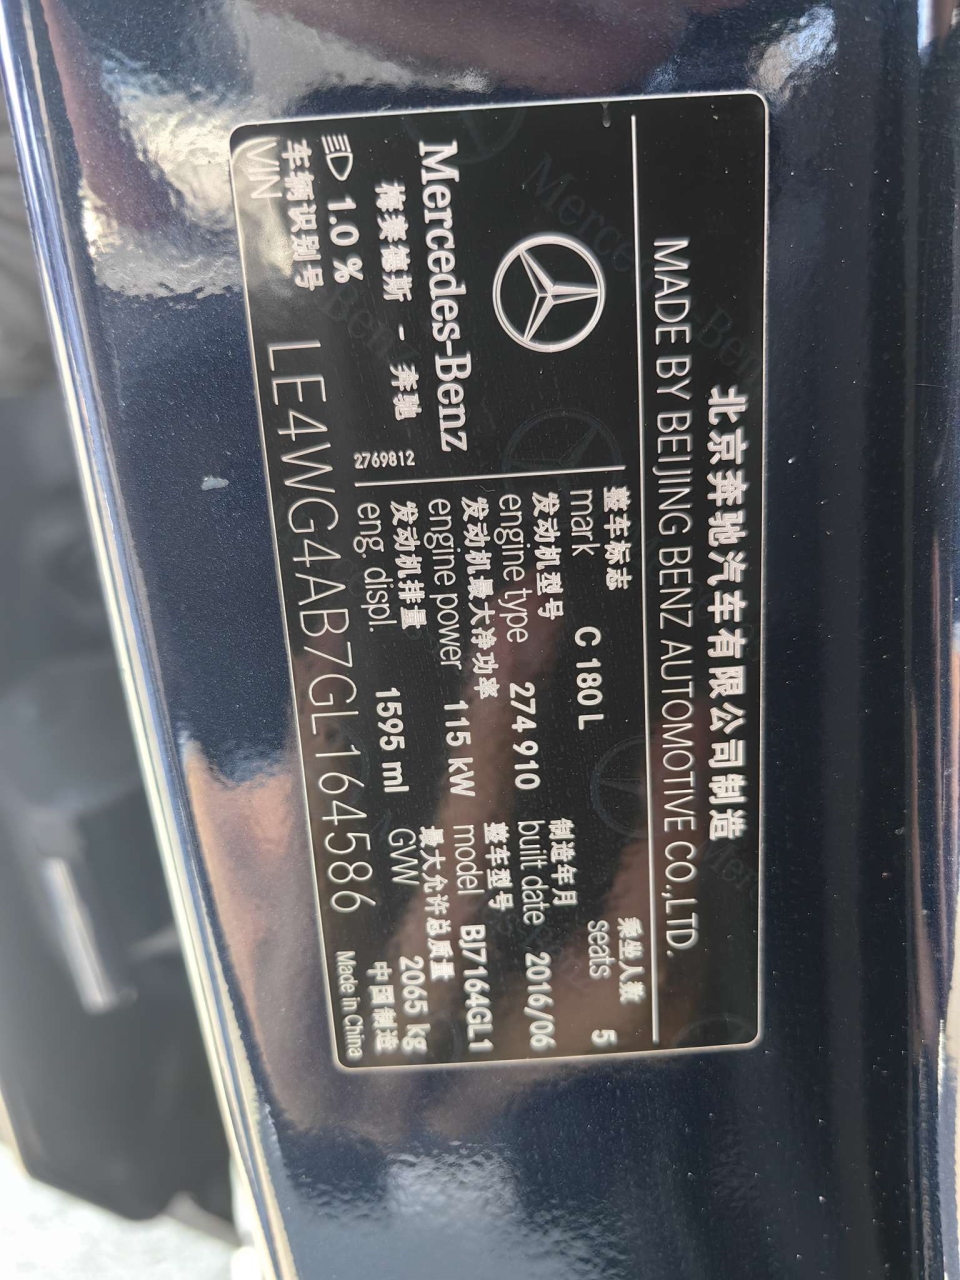 北京奔驰汽车有限公司制造
MADE BY BEIJING BENZ AUTOMOTIVE CO.,LTD.
Mercedes-Benz
梅赛德斯 - 奔驰
2769812
1.0 %
整车标志
mark C 180 L
乘坐人数
seats 5
发动机型号
engine type 274 910
制造年月
built date 2016/06
发动机最大净功率
engine power 115 kW
整车型号
model BJ7164GL1
发动机排量
eng displ. 1595 ml
最大允许总质量
GWW 2065 kg
车辆识别号
VIN LE4WG4AB7GL164586
中国制造
Made in China